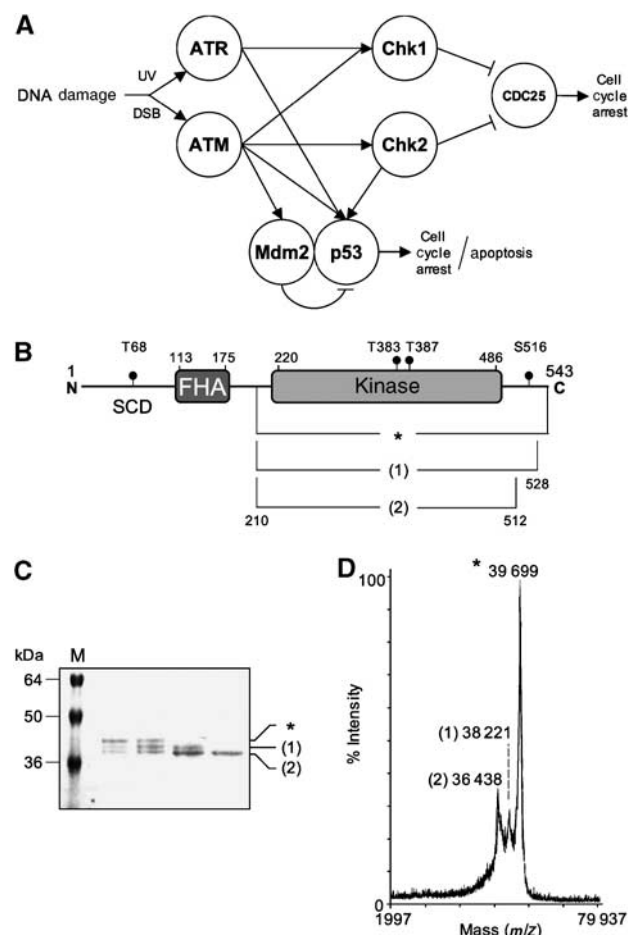 A
ATR
Chk1
UV
DNA damage
DSB
CDC25
Cell
cycle
arrest
ATM
Chk2
Mdm2
p53
Cell
cycle
arrest / apoptosis
B
1
T68
113
175
220
T383
T387
486
S516
543
N
FHA
Kinase
C
SCD
*
(1)
528
(2)
210
512
C
kDa
M
64
50
36
*
(1)
(2)
D
*
39 699
100
% Intensity
(1) 38 221
(2) 36 438
0
1997
79 937
Mass (m/z)